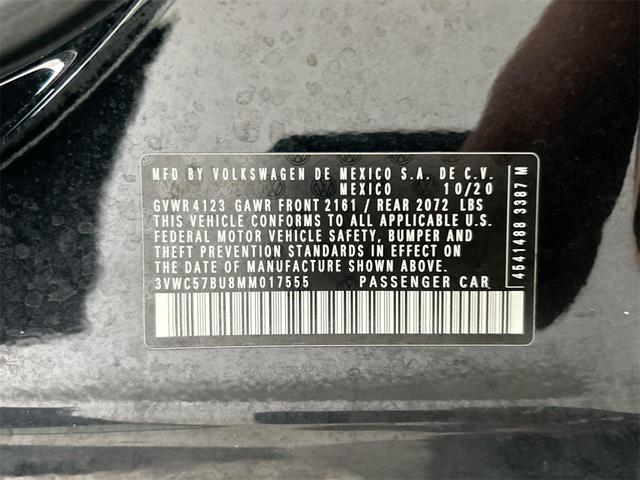 MFD BY VOLKSWAGEN DE MEXICO S.A. DE C.V.
MEXICO 10/20
GVWR4123 GAWR FRONT 2161 / REAR 2072 LBS
THIS VEHICLE CONFORMS TO ALL APPLICABLE U.S.
FEDERAL MOTOR VEHICLE SAFETY, BUMPER AND
THEFT PREVENTION STANDARDS IN EFFECT ON
THE DATE OF MANUFACTURE SHOWN ABOVE.
3VWC57BU8MM017555 PASSENGER CAR
4541488 3387 M